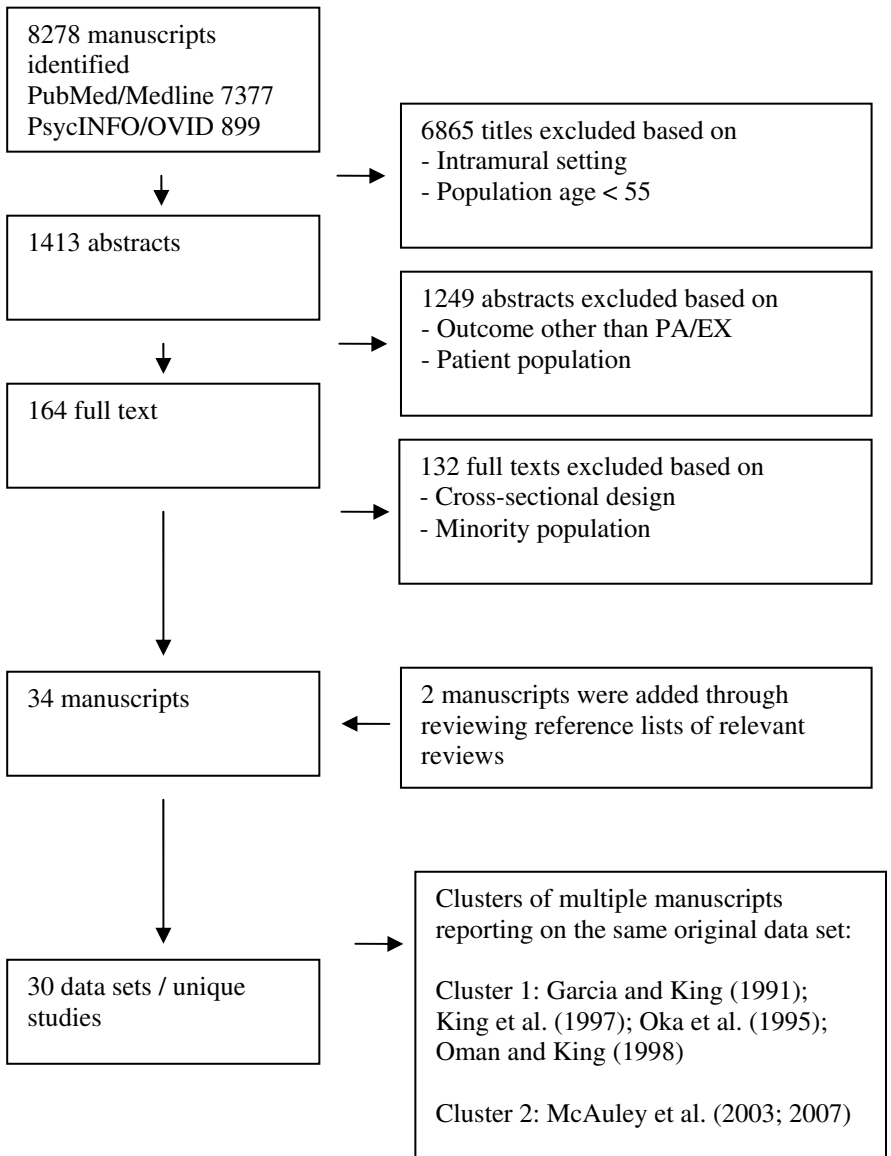 8278 manuscripts
identified
PubMed/Medline 7377
PsycINFO/OVID 899
6865 titles excluded based on
- Intramural setting
- Population age < 55
1413 abstracts
1249 abstracts excluded based on
- Outcome other than PA/EX
- Patient population
164 full text
132 full texts excluded based on
- Cross-sectional design
- Minority population
34 manuscripts
2 manuscripts were added through
reviewing reference lists of relevant
reviews
30 data sets / unique
studies
Clusters of multiple manuscripts
reporting on the same original data set:
Cluster 1: Garcia and King (1991);
King et al. (1997); Oka et al. (1995);
Oman and King (1998)
Cluster 2: McAuley et al. (2003; 2007)